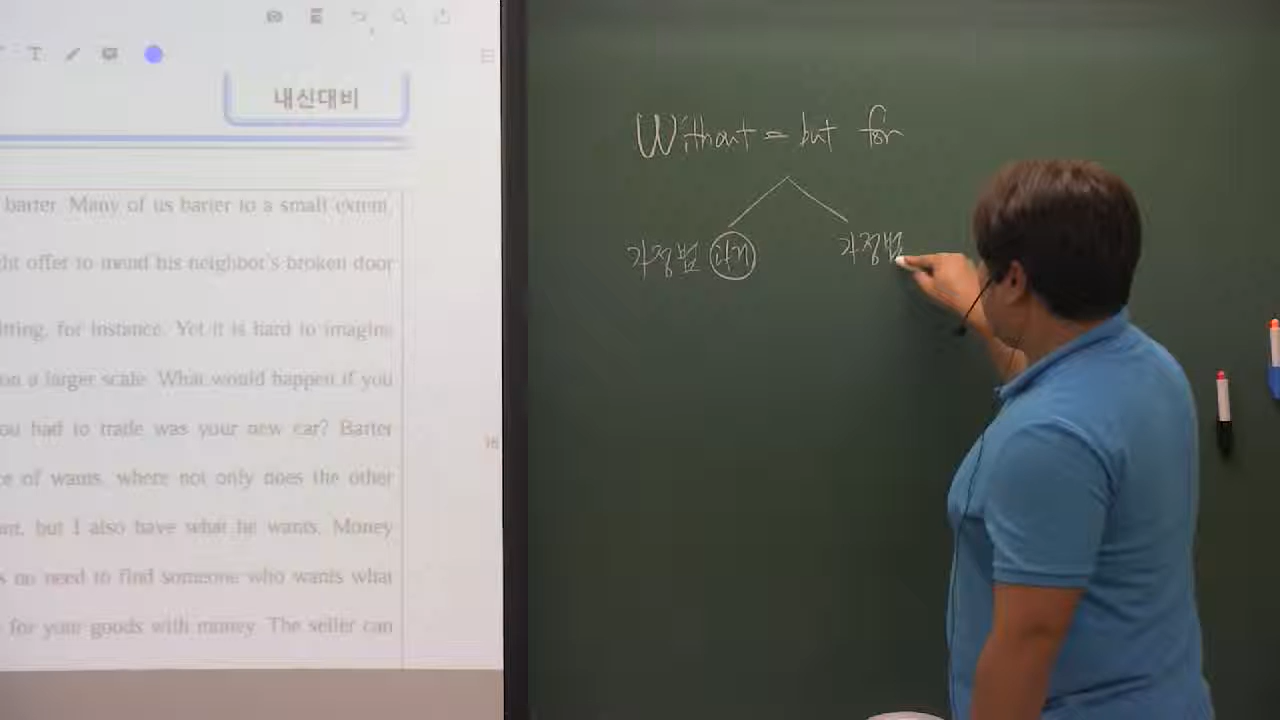 내신대비
barter. Many of us barter to a small extent.
ght offer to mend his neighbor's broken door
itting, for instance. Yet it is hard to imagine
on a larger scale. What would happen if you
ou had to trade was your new car? Barter
ce of wants, where not only does the other
ant, but I also have what he wants. Money
s no need to find someone who wants what
for your goods with money. The seller can
Without = but for
가정법 과거 가정법